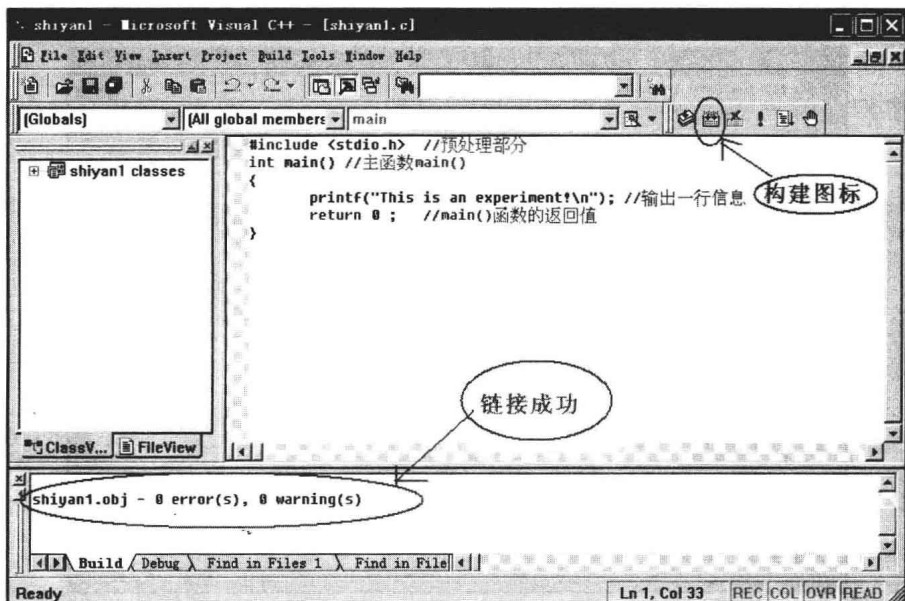 shiyan1 - Microsoft Visual C++ - [shiyan1.c]
File Edit View Insert Project Build Tools Window Help
(Globals) (All global members main
#include <stdio.h> //预处理部分
shiyan1 classes
int main() //主函数main()
{
printf("This is an experiment!\n"); //输出一行信息
构建图标
return 0 ; //main()函数的返回值
}
链接成功
ClassV... FileView
shiyan1.obj - 0 error(s), 0 warning(s)
Build Debug Find in Files 1 Find in File
Ready Ln 1, Col 33 REC COL OVR READ